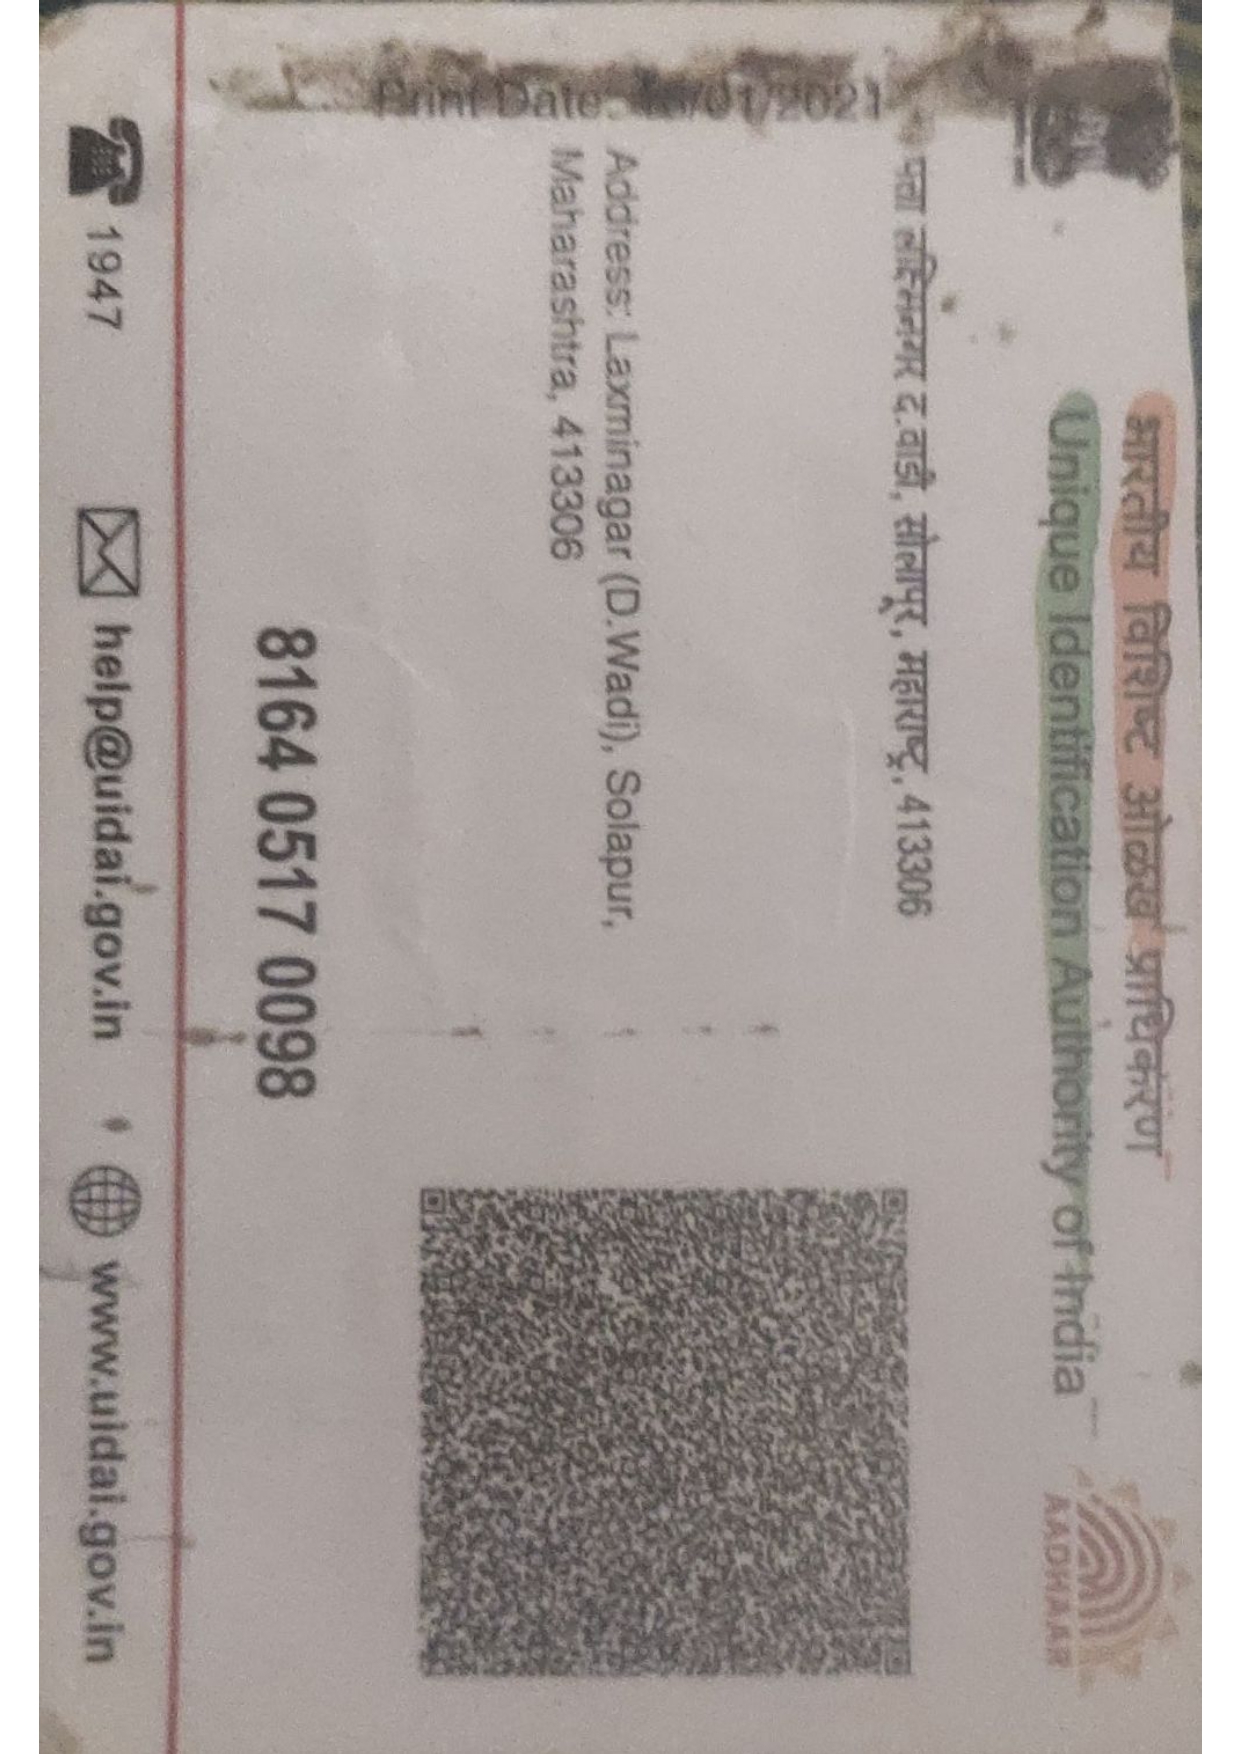 भारतीय विशिष्ट ओळख प्राधिकरण
Unique Identification Authority of India
AADHAAR
पत्ता लक्ष्मिनगर द.वाडी, सोलापूर, महाराष्ट्र, 413306
Address: Laxminagar (D.Wadi), Solapur,
Maharashtra, 413306
Print Date: /01/2021
8164 0517 0098
1947
help@uidai.gov.in
www.uidai.gov.in